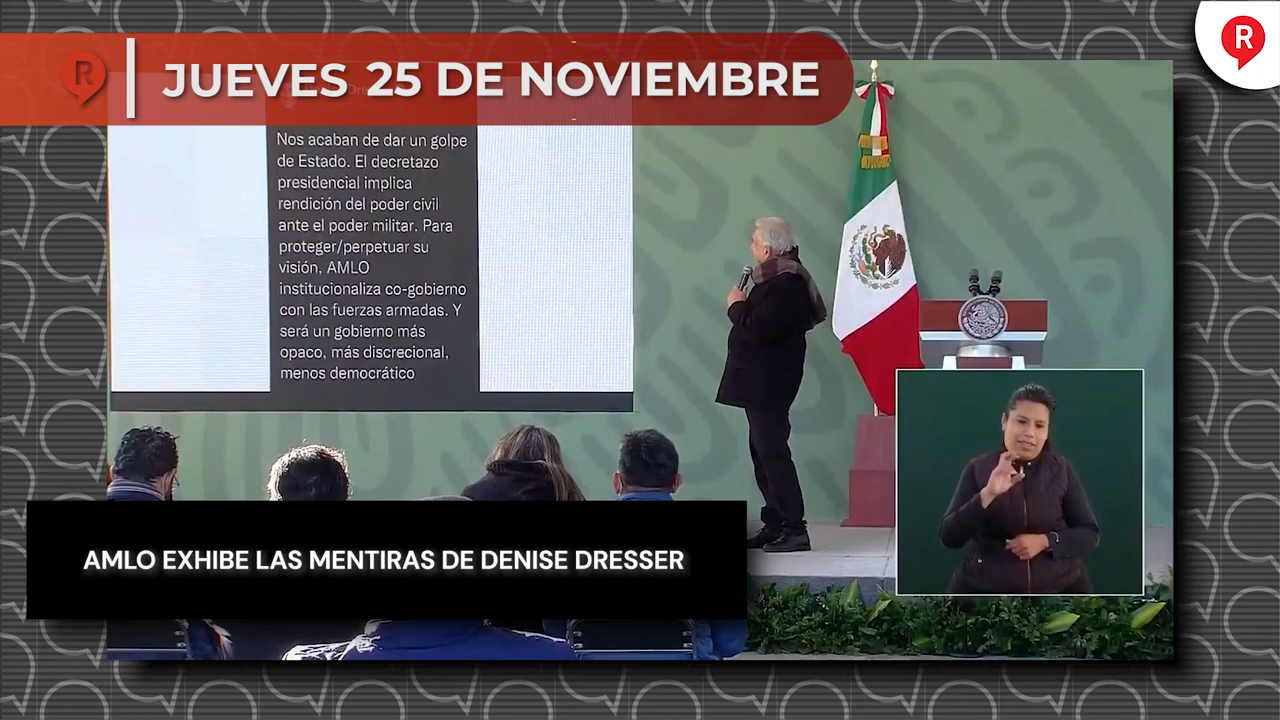 R
JUEVES 25 DE NOVIEMBRE
R
Nos acaban de dar un golpe
de Estado. El decretazo
presidencial implica
rendición del poder civil
ante el poder militar. Para
proteger/perpetuar su
visión, AMLO
institucionaliza co-gobierno
con las fuerzas armadas. Y
será un gobierno más
opaco, más discrecional,
menos democrático
AMLO EXHIBE LAS MENTIRAS DE DENISE DRESSER